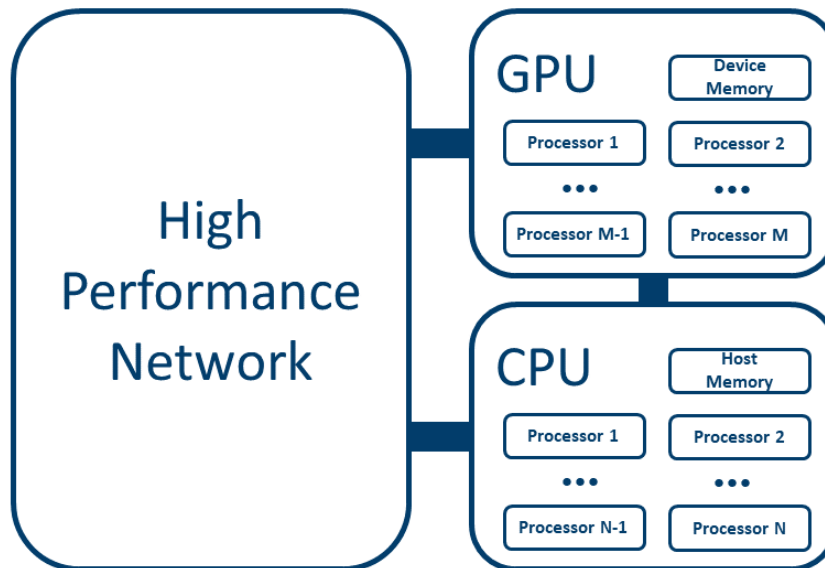 High
Performance
Network
GPU
Device
Memory
Processor 1
Processor 2
•••
•••
Processor M-1
Processor M
CPU
Host
Memory
Processor 1
Processor 2
•••
•••
Processor N-1
Processor N